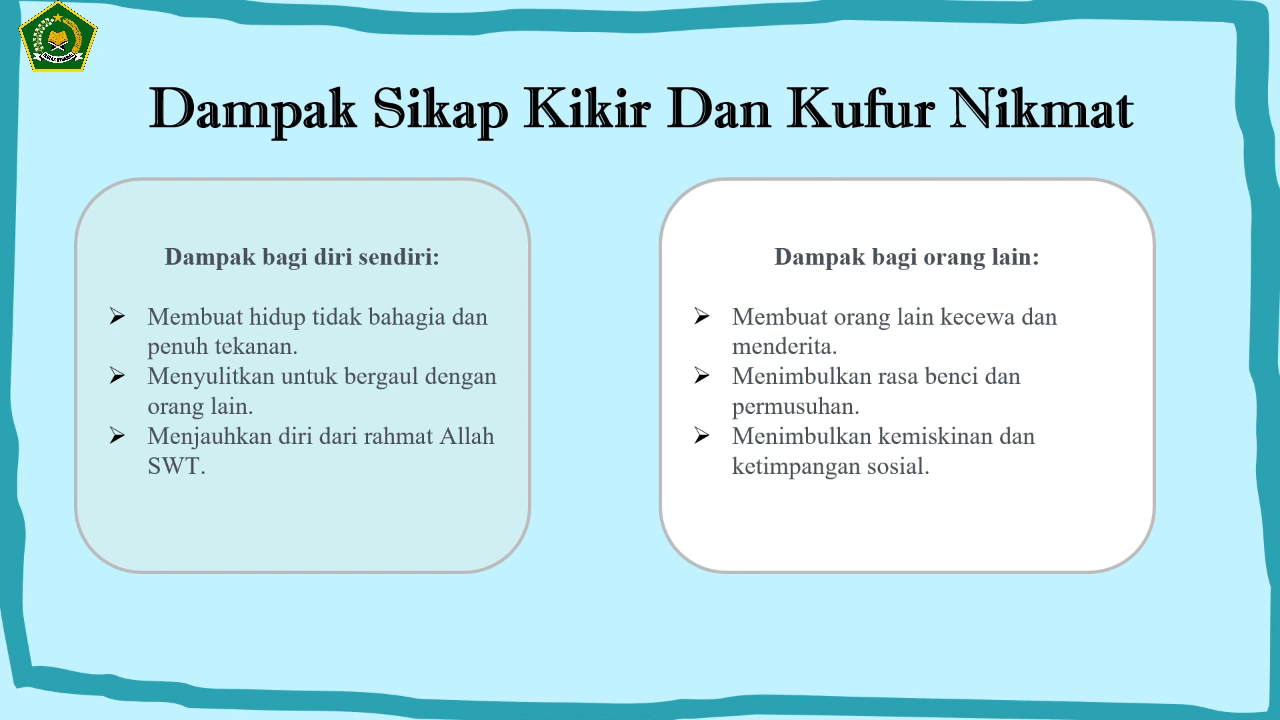 Dampak Sikap Kikir Dan Kufur Nikmat
Dampak bagi diri sendiri:
➢ Membuat hidup tidak bahagia dan
penuh tekanan.
➢ Menyulitkan untuk bergaul dengan
orang lain.
➢ Menjauhkan diri dari rahmat Allah
SWT.
Dampak bagi orang lain:
➢ Membuat orang lain kecewa dan
menderita.
➢ Menimbulkan rasa benci dan
permusuhan.
➢ Menimbulkan kemiskinan dan
ketimpangan sosial.